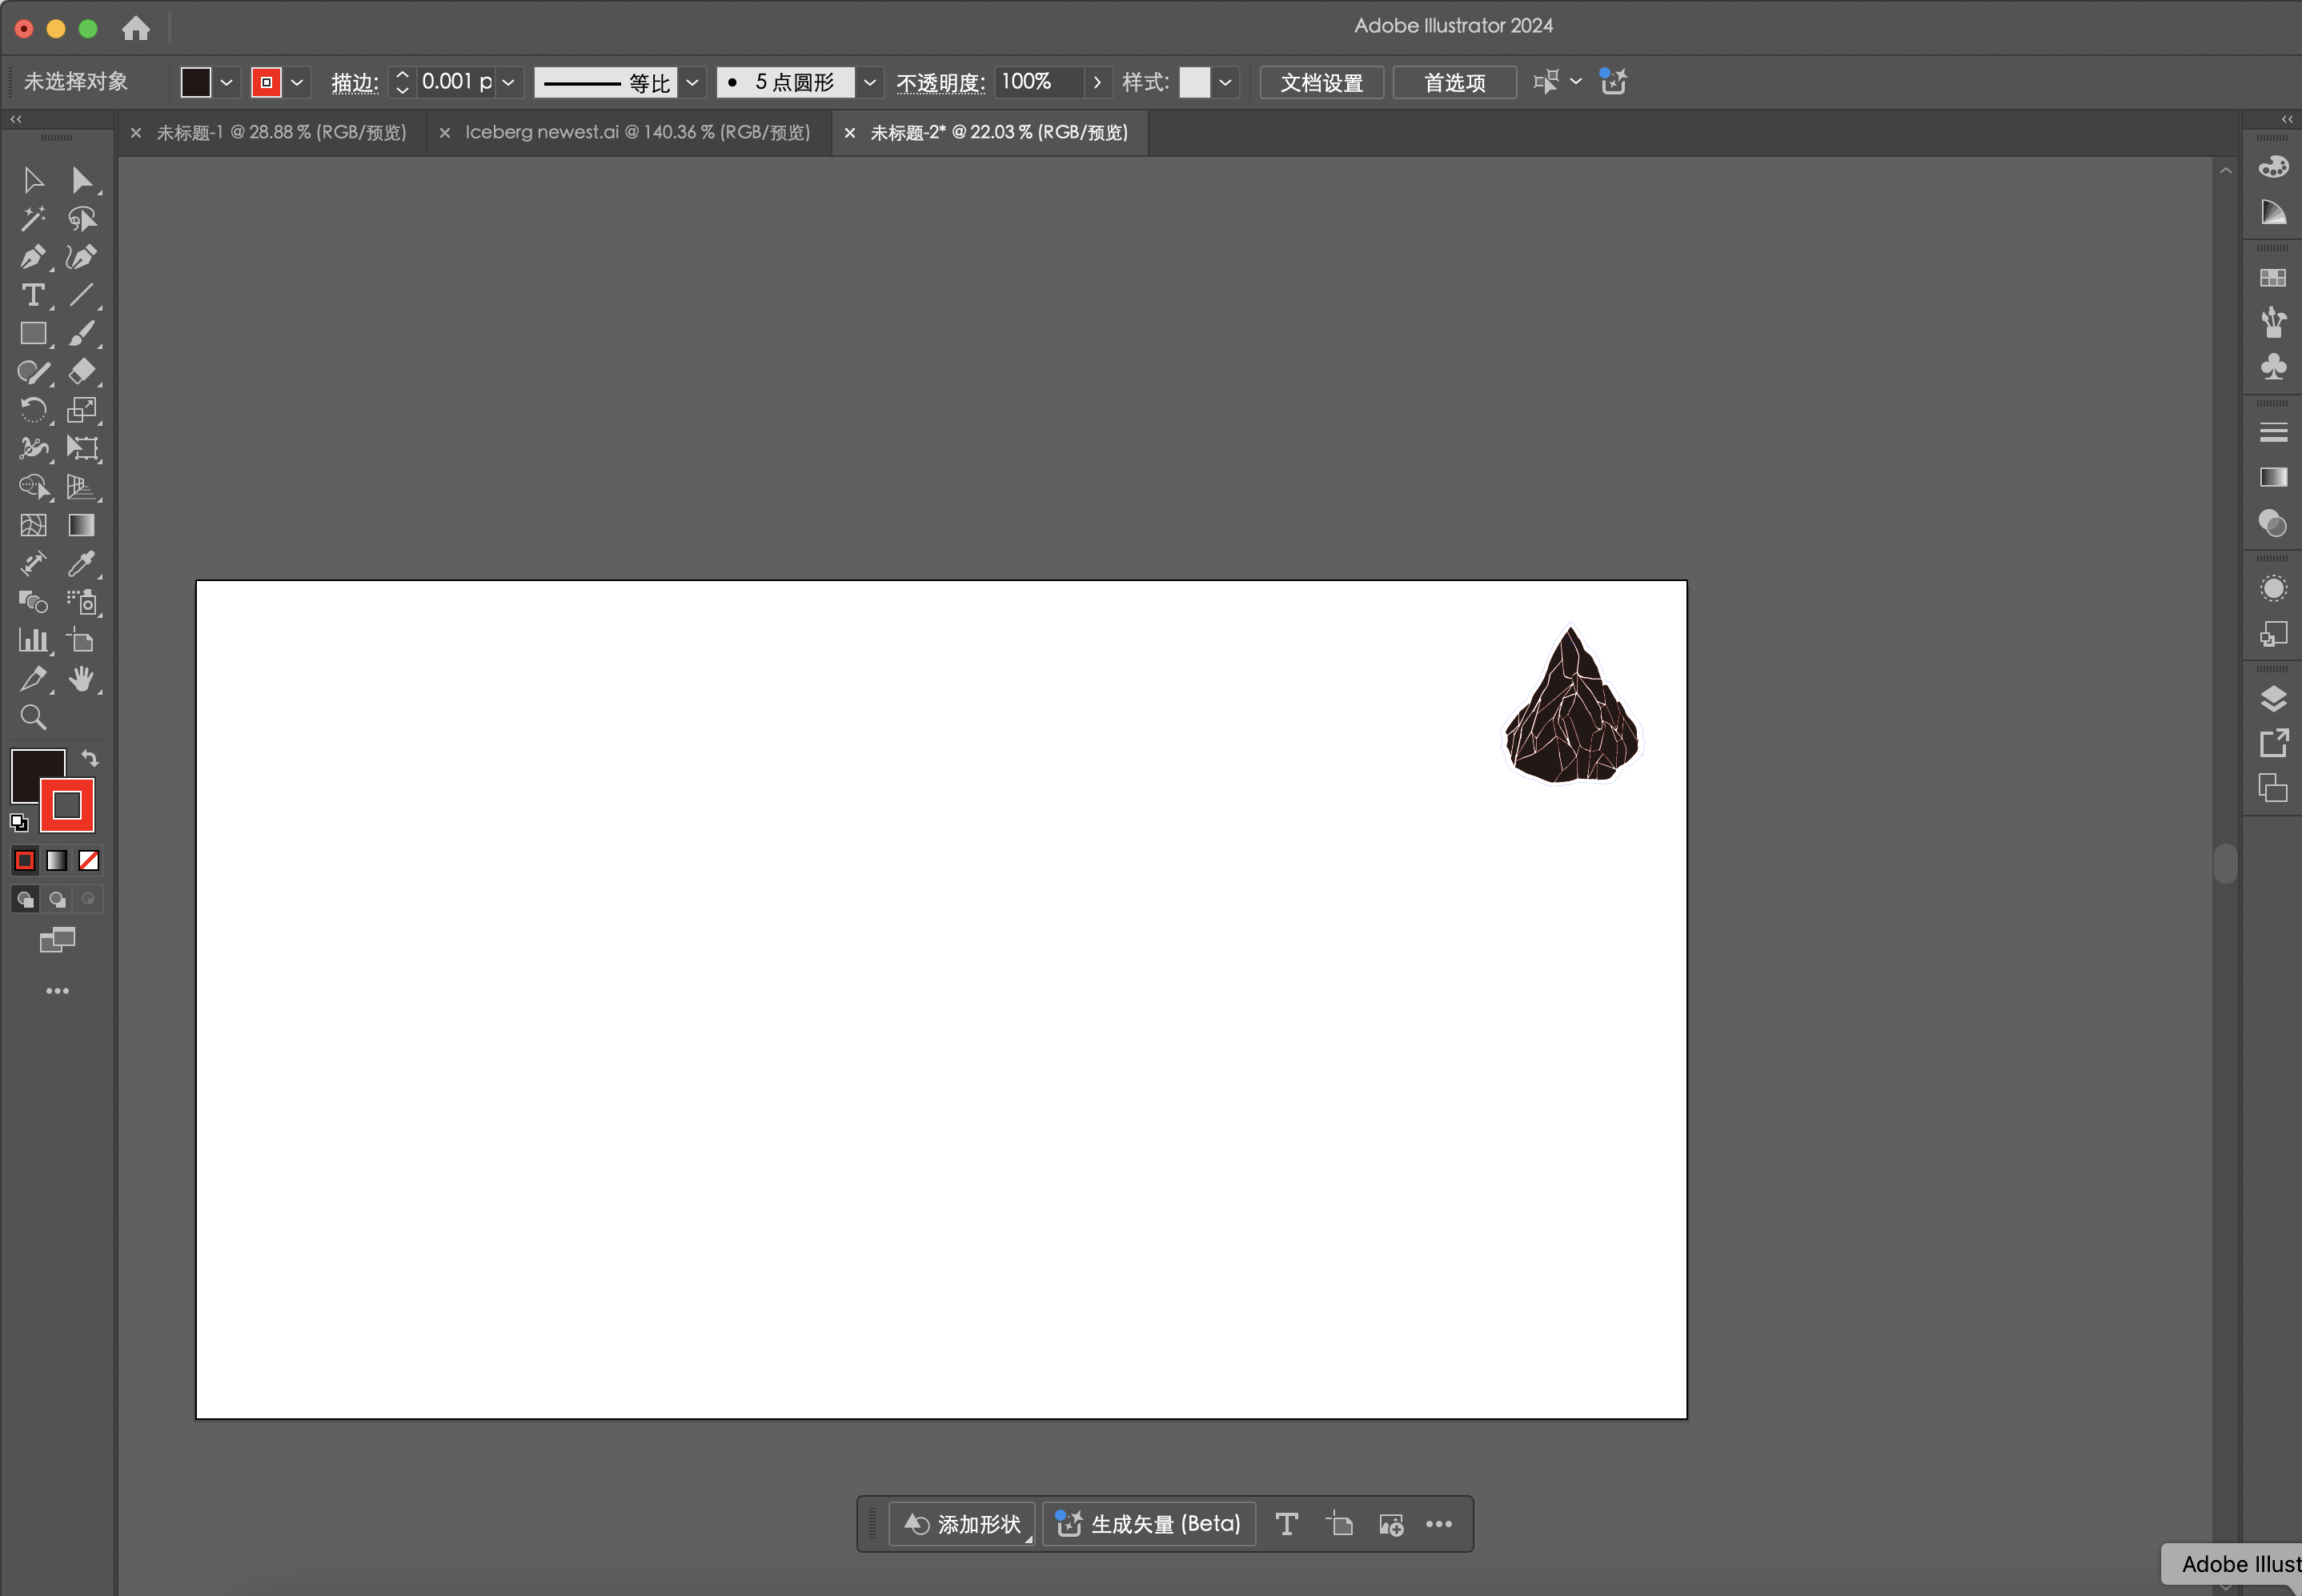 Adobe Illustrator 2024
未选择对象 描边: 0.001 p 等比 5 点圆形 不透明度: 100% 样式: 文档设置 首选项
未标题-1 @ 28.88 % (RGB/预览) Iceberg newest.ai @ 140.36 % (RGB/预览) 未标题-2* @ 22.03 % (RGB/预览)
添加形状 生成矢量 (Beta)
Adobe Illust